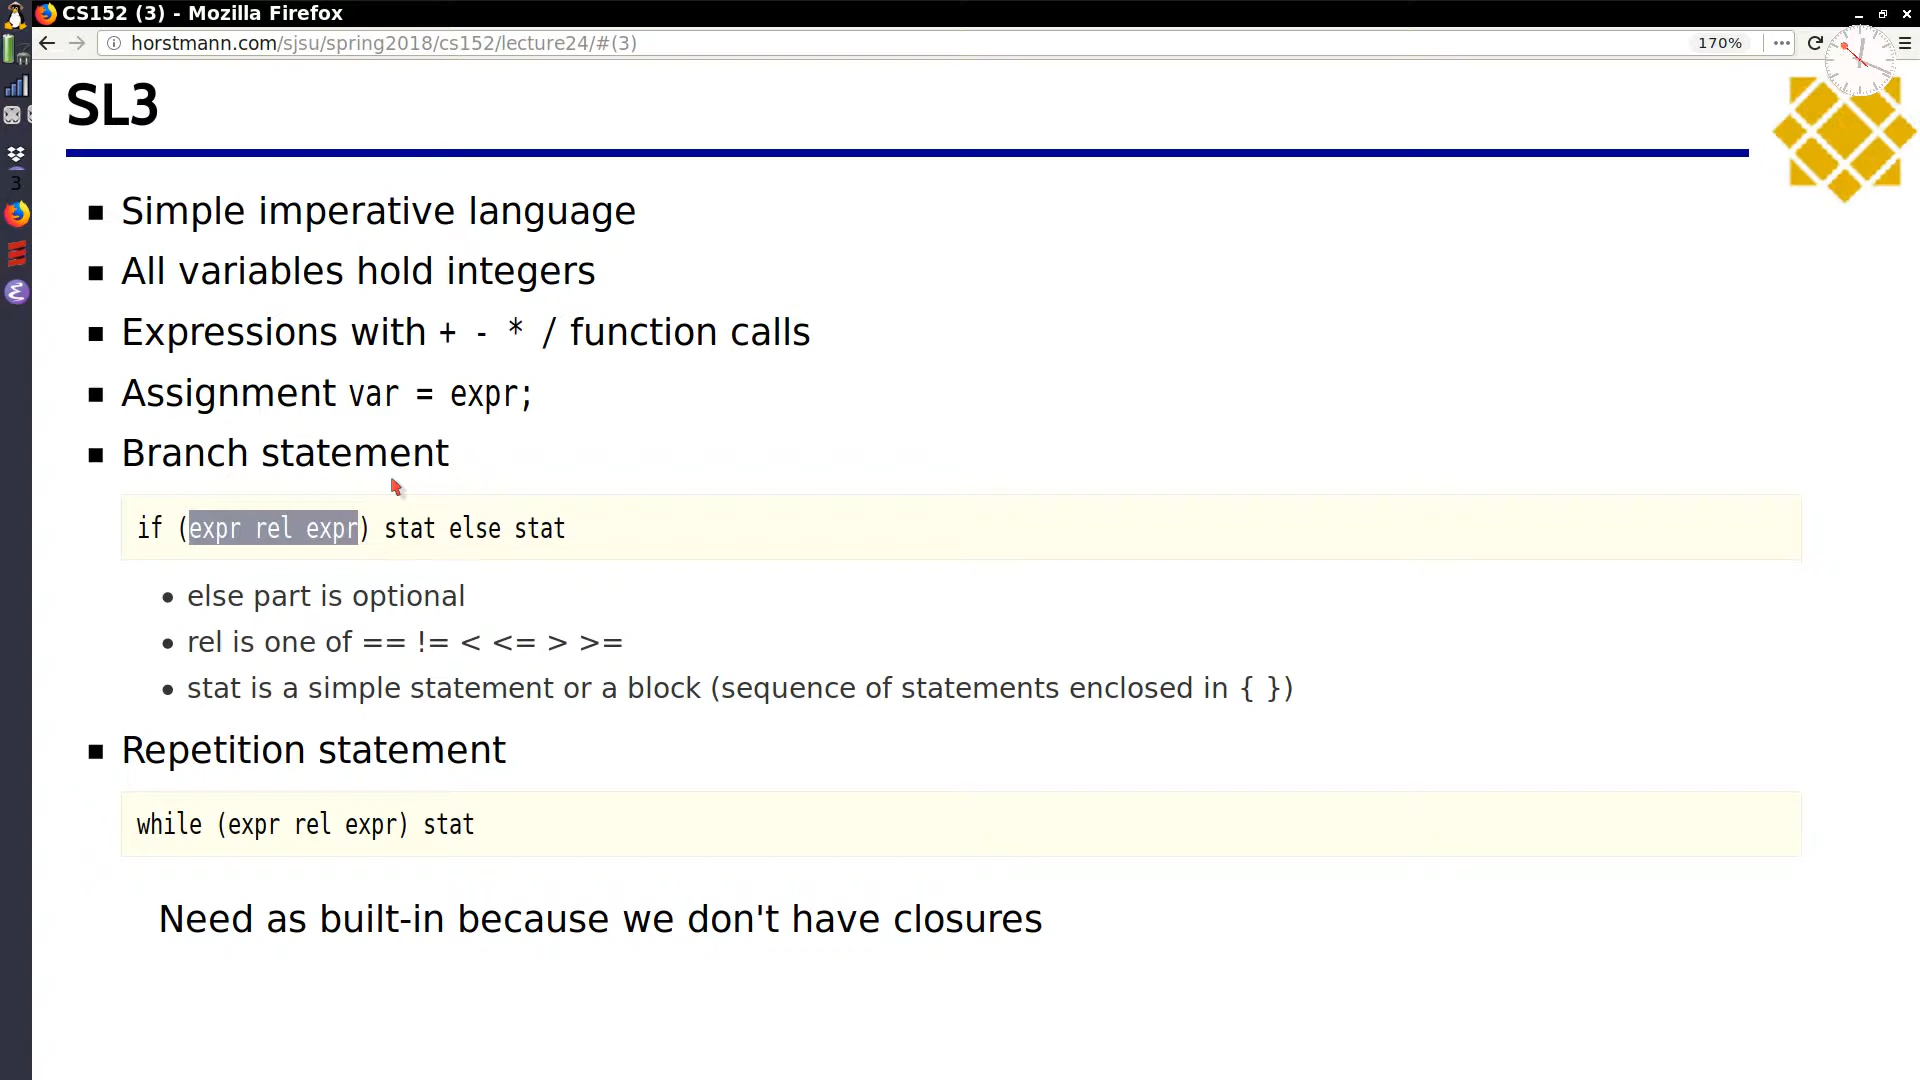 CS152 (3) - Mozilla Firefox
horstmann.com/sjsu/spring2018/cs152/lecture24/#(3)
170%
3
SL3
Simple imperative language
All variables hold integers
Expressions with + - * / function calls
Assignment var = expr;
Branch statement
if (expr rel expr) stat else stat
else part is optional
rel is one of == != < <= > >=
stat is a simple statement or a block (sequence of statements enclosed in { })
Repetition statement
while (expr rel expr) stat
Need as built-in because we don't have closures